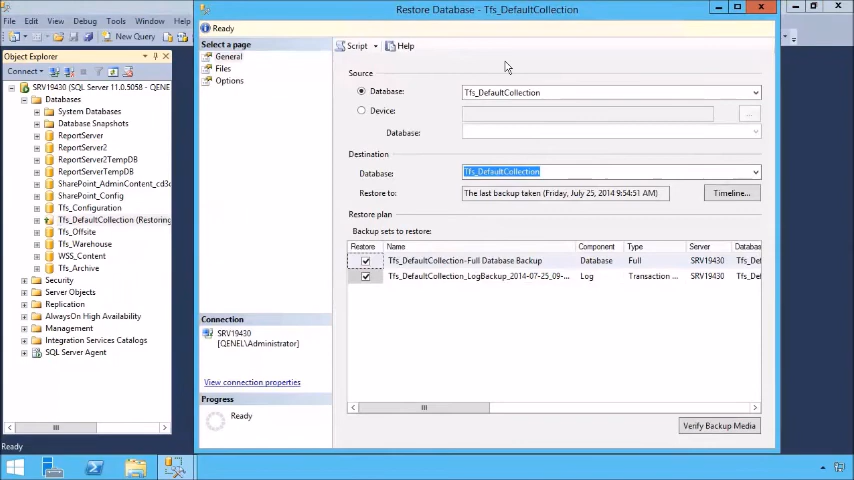 Restore Database - Tfs_DefaultCollection
File Edit View Debug Tools Window
New Query
Ready
Object Explorer
Connect
SRV19430 (SQL Server 11.0.5058 - QENEL
Databases
System Databases
Database Snapshots
ReportServer
ReportServer2
ReportServer2TempDB
ReportServerTempDB
SharePoint_AdminContent_cd3
SharePoint_Config
Tfs_Configuration
Tfs_DefaultCollection (Restoring
Tfs_Offsite
Tfs_Warehouse
WSS_Content
Tfs_Archive
Security
Server Objects
Replication
AlwaysOn High Availability
Management
Integration Services Catalogs
SQL Server Agent
Ready
Select a page
General
Files
Options
Connection
SRV19430
[QENEL\Administrator]
View connection properties
Progress
Ready
Script Help
Source
Database: Tfs_DefaultCollection
Device: ...
Database:
Destination
Database: Tfs_DefaultCollection
Restore to: The last backup taken (Friday, July 25, 2014 9:54:51 AM) Timeline...
Restore plan
Backup sets to restore:
Restore Name Component Type Server Databas
Tfs_DefaultCollection-Full Database Backup Database Full SRV19430 Tfs_Def
Tfs_DefaultCollection_LogBackup_2014-07-25_09-... Log Transaction ... SRV19430 Tfs_Def
Verify Backup Media